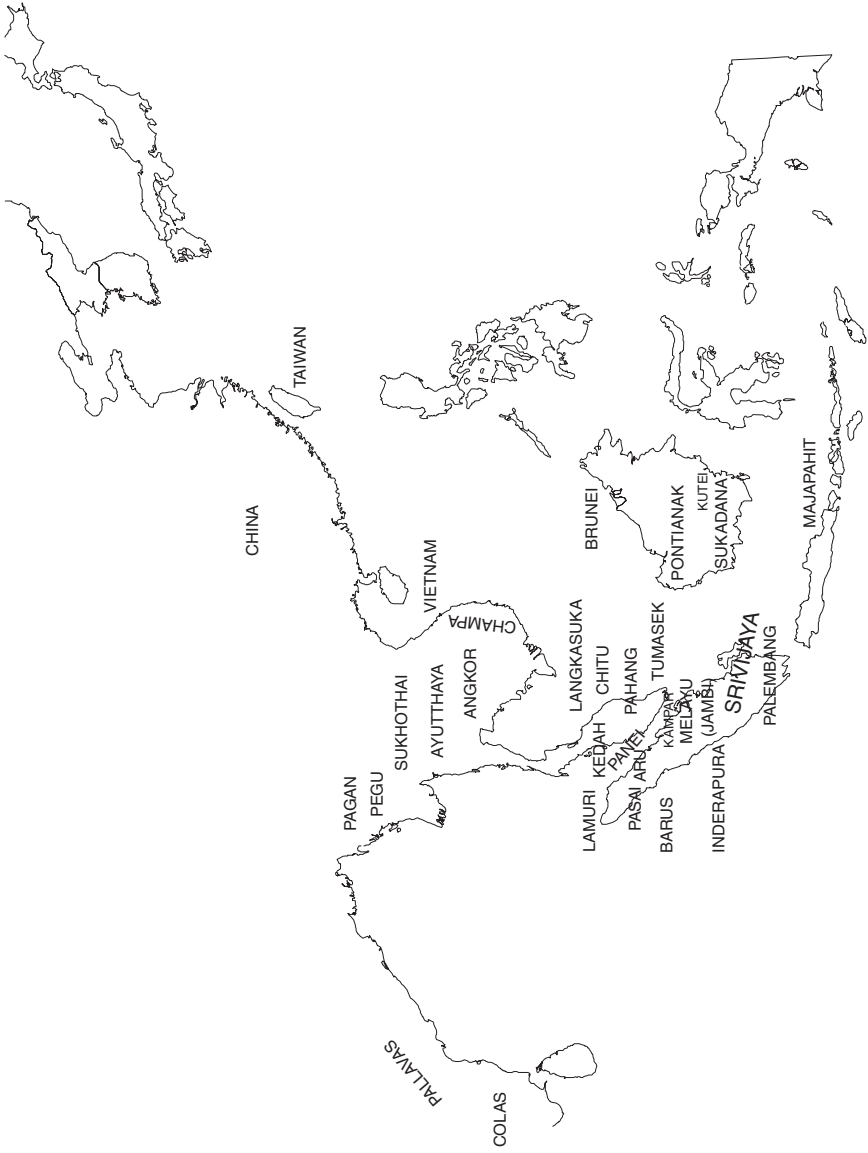 CHINA
TAIWAN
PAGAN
PEGU
PALLAVAS
COLAS
SUKHOTHAI
AYUTTHAYA
ANGKOR
VIETNAM
CHAMPA
LANGKASUKA
CHITU
PAHANG
TUMASEK
LAMURI
KEDAH
PANEI
PASAI
ARU
BARUS
KAMPAR
MELAYU
(JAMBI)
INDERAPURA
SRIVIJAYA
PALEMBANG
BRUNEI
PONTIANAK
KUTEI
SUKADANA
MAJAPAHIT